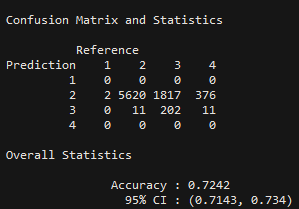 Confusion Matrix and Statistics
Reference
Prediction 1 2 3 4
1 0 0 0 0
2 2 5620 1817 376
3 0 11 202 11
4 0 0 0 0
Overall Statistics
Accuracy : 0.7242
95% CI : (0.7143, 0.734)